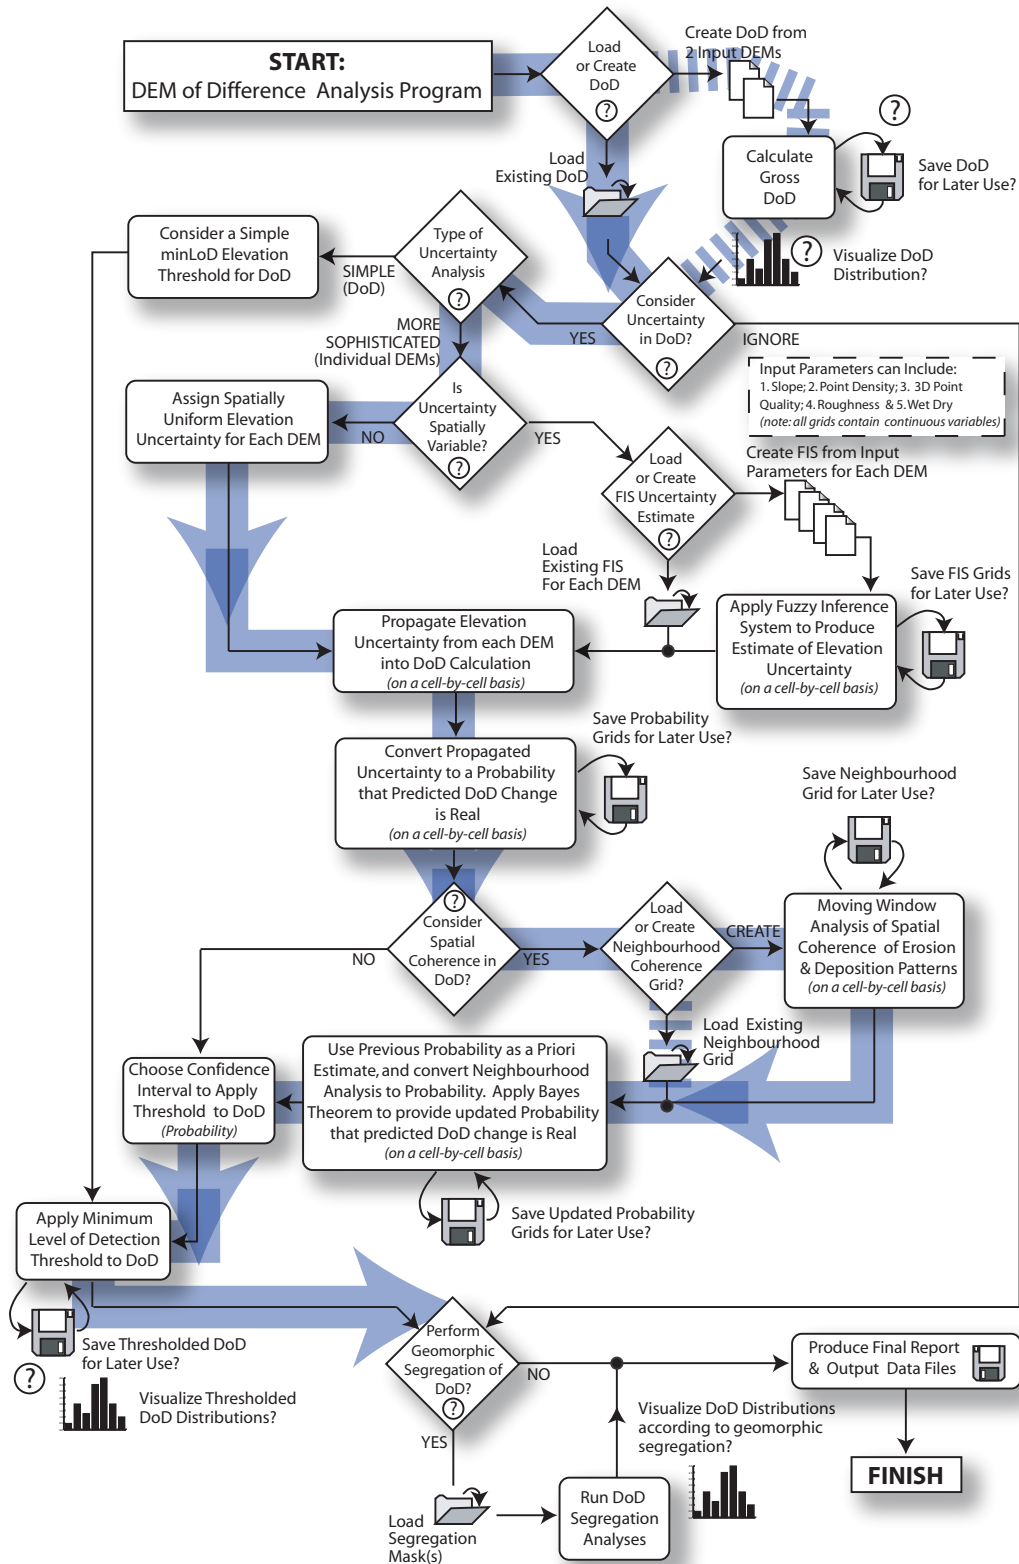 START:
DEM of Difference Analysis Program
Load
or Create
DoD
?
Create DoD from
2 Input DEMs
Load
Existing DoD
Calculate
Gross
DoD
?
Save DoD
for Later Use?
?
Visualize DoD
Distribution?
Consider a Simple
minLoD Elevation
Threshold for DoD
SIMPLE
(DoD)
Type of
Uncertainty
Analysis
?
Consider
Uncertainty
in DoD?
?
YES
IGNORE
MORE
SOPHISTICATED
(Individual DEMs)
Input Parameters can Include:
1. Slope; 2. Point Density; 3. 3D Point
Quality; 4. Roughness & 5. Wet Dry
(note: all grids contain continuous variables)
Assign Spatially
Uniform Elevation
Uncertainty for Each DEM
NO
Is
Uncertainty
Spatially
Variable?
?
YES
Load
or Create
FIS Uncertainty
Estimate
?
Create FIS from Input
Parameters for Each DEM
Load
Existing FIS
For Each DEM
Save FIS Grids
for Later Use?
Propagate Elevation
Uncertainty from each DEM
into DoD Calculation
(on a cell-by-cell basis)
Apply Fuzzy Inference
System to Produce
Estimate of Elevation
Uncertainty
(on a cell-by-cell basis)
Save Probability
Grids for Later Use?
Convert Propagated
Uncertainty to a Probability
that Predicted DoD Change
is Real
(on a cell-by-cell basis)
Save Neighbourhood
Grid for Later Use?
?
Consider
Spatial
Coherence in
DoD?
NO
YES
Load
or Create
Neighbourhood
Coherence
Grid?
CREATE
Moving Window
Analysis of Spatial
Coherence of Erosion
& Deposition Patterns
(on a cell-by-cell basis)
Load Existing
Neighbourhood
Grid
Choose Confidence
Interval to Apply
Threshold to DoD
(Probability)
Use Previous Probability as a Priori
Estimate, and convert Neighbourhood
Analysis to Probability. Apply Bayes
Theorem to provide updated Probability
that predicted DoD change is Real
(on a cell-by-cell basis)
Save Updated Probability
Grids for Later Use?
Apply Minimum
Level of Detection
Threshold to DoD
Save Thresholded DoD
for Later Use?
?
Visualize Thresholded
DoD Distributions?
Perform
Geomorphic
Segregation of
DoD?
?
NO
YES
Produce Final Report
& Output Data Files
Visualize DoD Distributions
according to geomorphic
segregation?
FINISH
Load
Segregation
Mask(s)
Run DoD
Segregation
Analyses